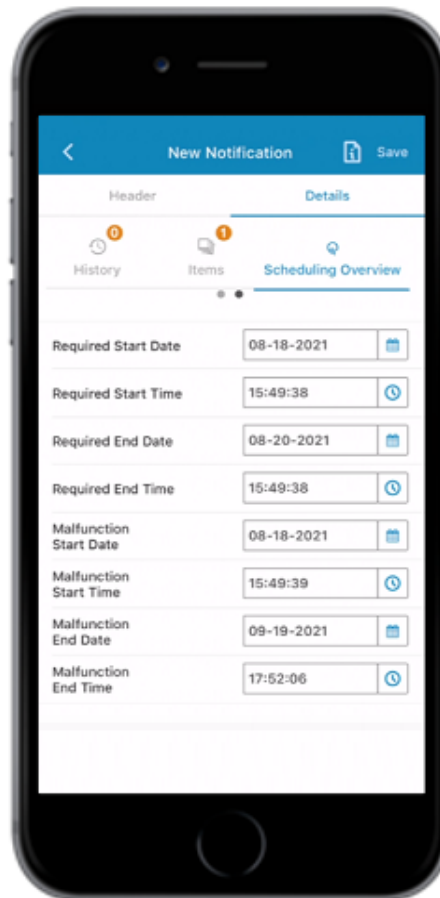 New Notification
Save
Header
Details
0
1
History
Items
Scheduling Overview
Required Start Date
08-18-2021
Required Start Time
15:49:38
Required End Date
08-20-2021
Required End Time
15:49:38
Malfunction
Start Date
08-18-2021
Malfunction
Start Time
15:49:39
Malfunction
End Date
09-19-2021
Malfunction
End Time
17:52:06